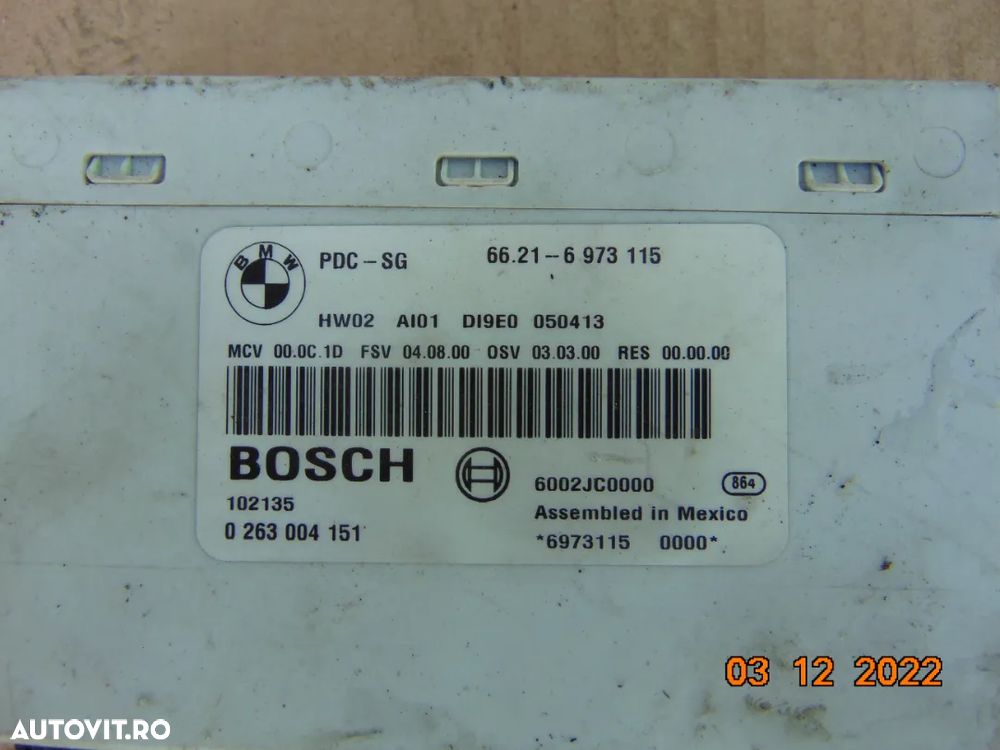 BMW
PDC-SG 66.21-6 973 115
HW02 AI01 DI9E0 050413
MCV 00.0C.1D FSV 04.08.00 OSV 03.03.00 RES 00.00.00
BOSCH
102135
0 263 004 151
6002JC0000 864
Assembled in Mexico
*6973115 0000*
03 12 2022
AUTOVIT.RO